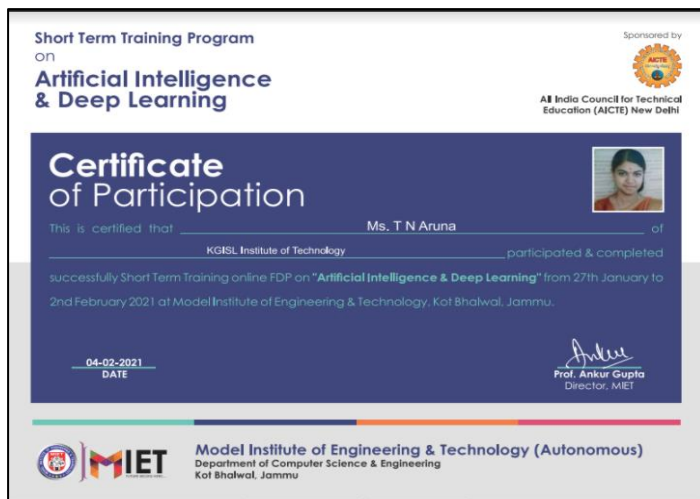 Short Term Training Program
on
Artificial Intelligence
& Deep Learning
Sponsored by
AICTE
All India Council for Technical
Education (AICTE) New Delhi
Certificate
of Participation
This is certified that Ms. T N Aruna of
KGISL Institute of Technology participated & completed
successfully Short Term Training online FDP on "Artificial Intelligence & Deep Learning" from 27th January to
2nd February 2021 at Model Institute of Engineering & Technology, Kot Bhalwal, Jammu.
04-02-2021
DATE
Ankur
Prof. Ankur Gupta
Director, MIET
MIET
Model Institute of Engineering & Technology (Autonomous)
Department of Computer Science & Engineering
Kot Bhalwal, Jammu